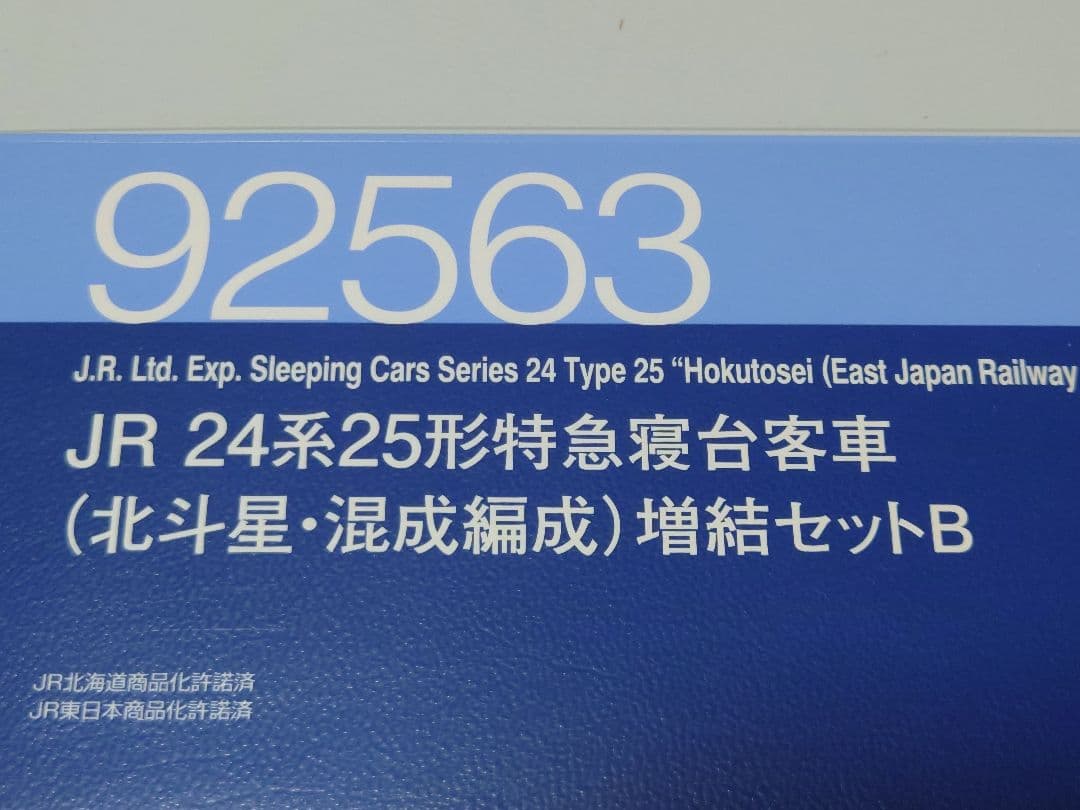 92563
J.R. Ltd. Exp. Sleeping Cars Series 24 Type 25 “Hokutosei (East Japan Railway
JR 24系25形特急寝台客車
(北斗星・混成編成)増結セットB
JR北海道商品化許諾済
JR東日本商品化許諾済